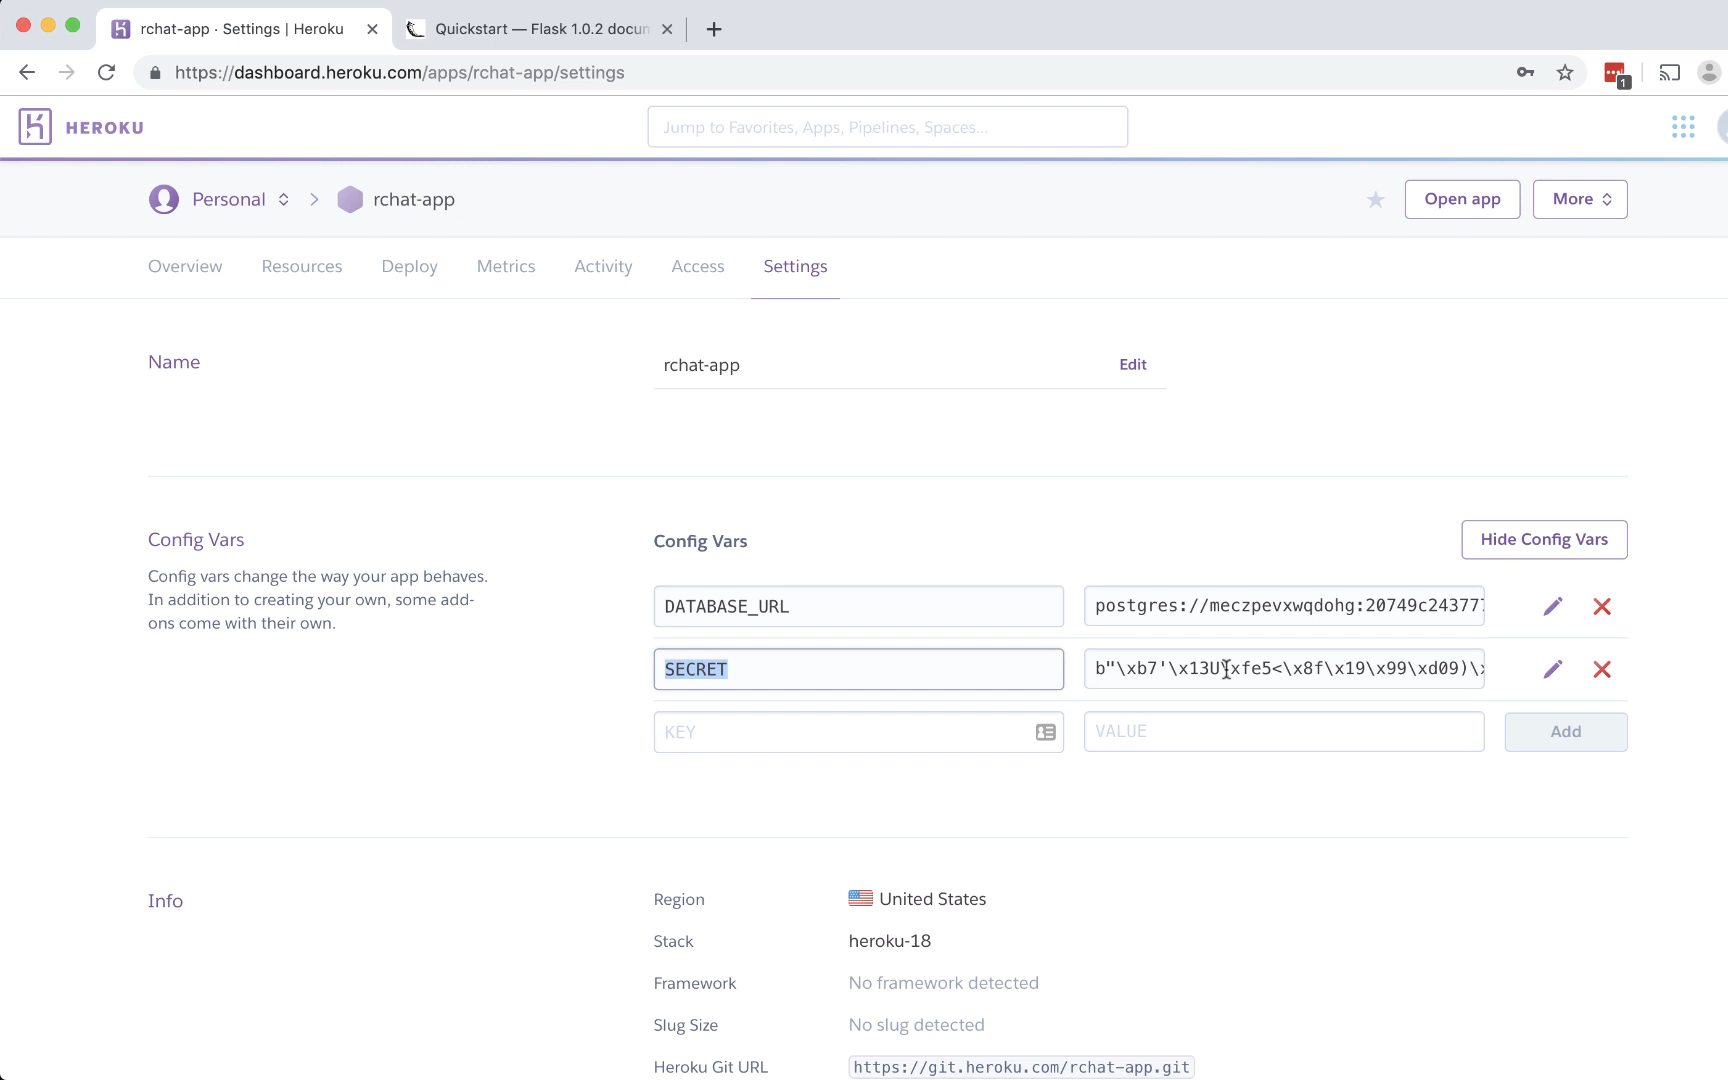 rchat-app · Settings | Heroku
Quickstart — Flask 1.0.2 docun
https://dashboard.heroku.com/apps/rchat-app/settings
1
HEROKU
Jump to Favorites, Apps, Pipelines, Spaces...
Personal
rchat-app
Open app
More
Overview
Resources
Deploy
Metrics
Activity
Access
Settings
Name
rchat-app
Edit
Config Vars
Config vars change the way your app behaves.
In addition to creating your own, some add-
ons come with their own.
Config Vars
Hide Config Vars
DATABASE_URL
postgres://meczpevxwqdohg:20749c243777
SECRET
b"\xb7'\x13U\xfe5<\x8f\x19\x99\xd09)\x
KEY
VALUE
Add
Info
Region
United States
Stack
heroku-18
Framework
No framework detected
Slug Size
No slug detected
Heroku Git URL
https://git.heroku.com/rchat-app.git